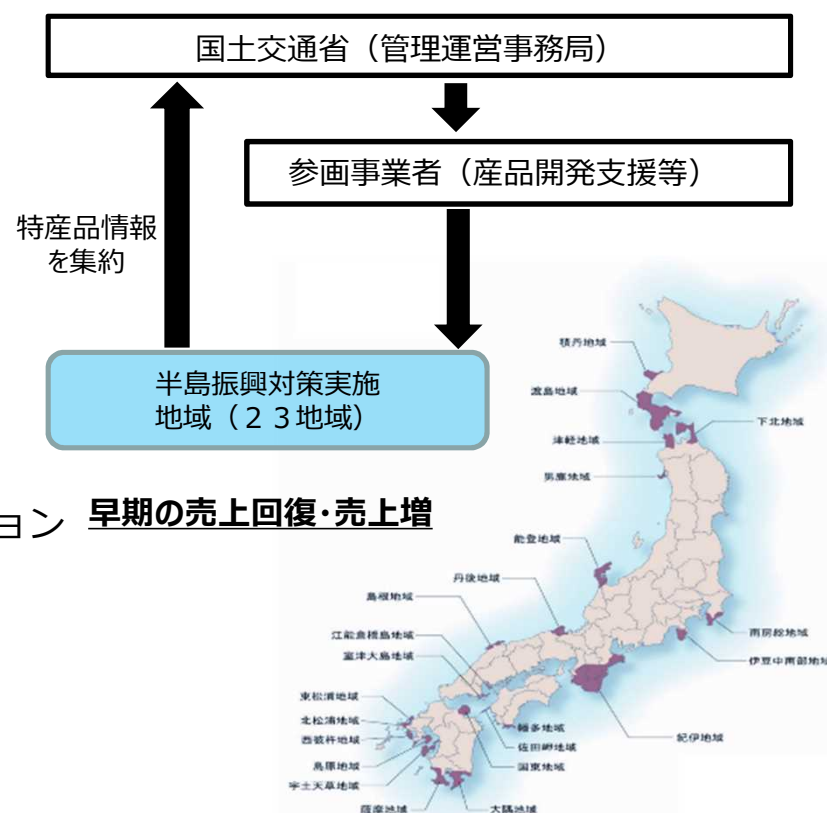 国土交通省（管理運営事務局）
参画事業者（産品開発支援等）
特産品情報
を集約
半島振興対策実施
地域（２３地域）
ョン
早期の売上回復・売上増
積丹地域
渡島地域
下北地域
津軽地域
男鹿地域
能登地域
丹後地域
島根地域
江能倉橋島地域
室津大島地域
南房総地域
伊豆中南部地域
紀伊地域
東松浦地域
北松浦地域
西彼杵地域
島原地域
宇土天草地域
幡多地域
佐田岬地域
国東地域
薩摩地域
大隅地域